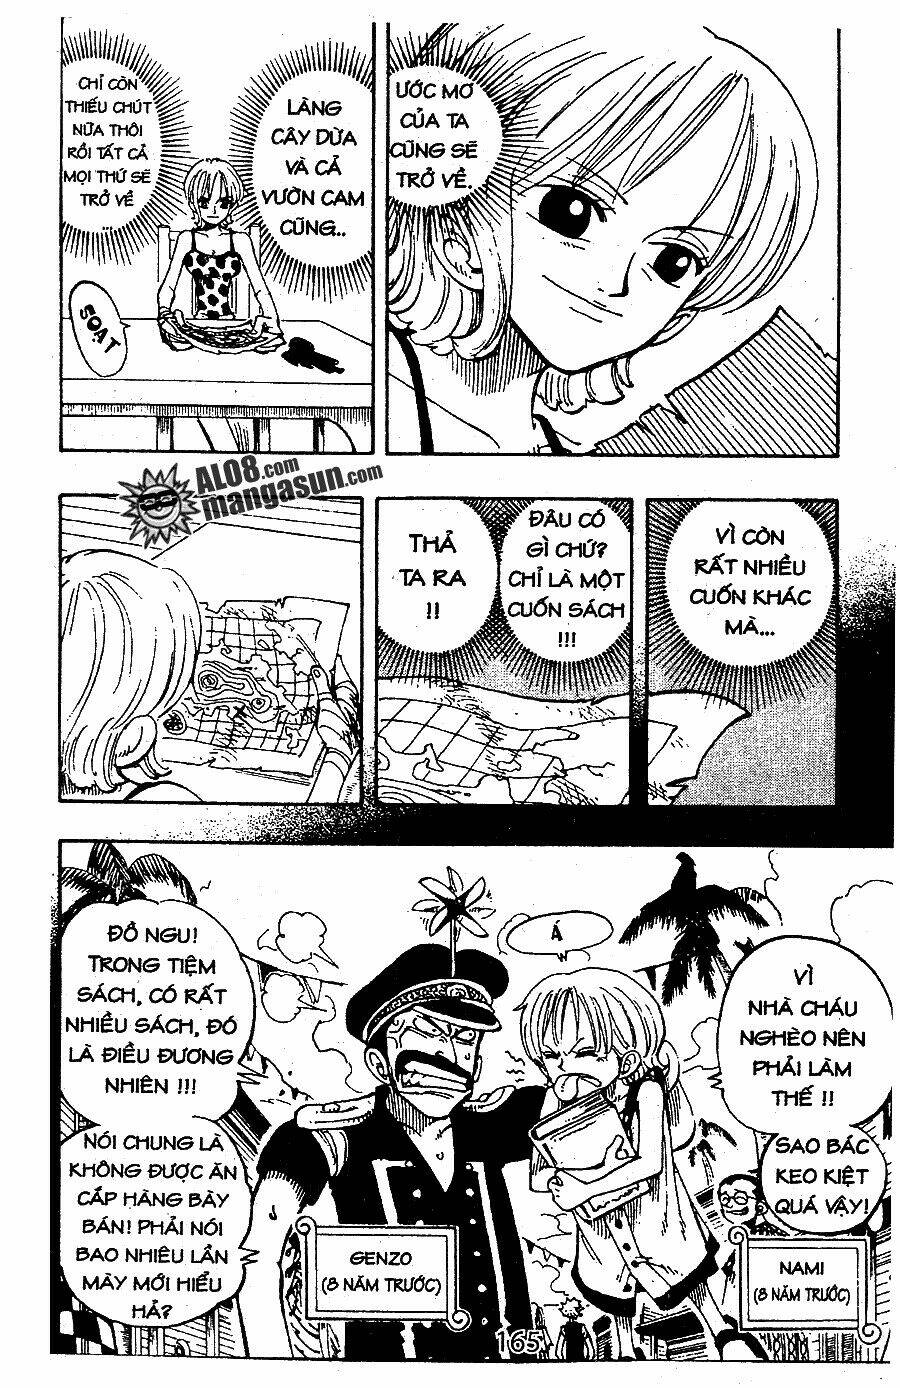 ƯỚC MƠ
CỦA TA
CŨNG SẼ
TRỞ VỀ.
LÀNG
CÂY DỪA
VÀ CẢ
VƯỜN CAM
CŨNG..
CHỈ CÒN
THIẾU CHÚT
NỮA THÔI
RỒI TẤT CẢ
MỌI THỨ SẼ
TRỞ VỀ
...
SOẠT
ALO8.com
mangasun.com
VÌ CÒN
RẤT NHIỀU
CUỐN KHÁC
MÀ...
ĐÂU CÓ
GÌ CHỨ?
CHỈ LÀ MỘT
CUỐN SÁCH
!!!
THẢ
TA RA
!!
VÌ
NHÀ CHÁU
NGHÈO NÊN
PHẢI LÀM
THẾ !!
SAO BÁC
KEO KIỆT
QUÁ VẬY!
Á
ĐỒ NGU!
TRONG TIỆM
SÁCH, CÓ RẤT
NHIỀU SÁCH, ĐÓ
LÀ ĐIỀU ĐƯƠNG
NHIÊN !!!
NÓI CHUNG LÀ
KHÔNG ĐƯỢC ĂN
CẮP HÀNG BÀY
BÁN! PHẢI NÓI
BAO NHIÊU LẦN
MÀY MỚI HIỂU
HẢ?
GENZO
(8 NĂM TRƯỚC)
NAMI
(8 NĂM TRƯỚC)
165